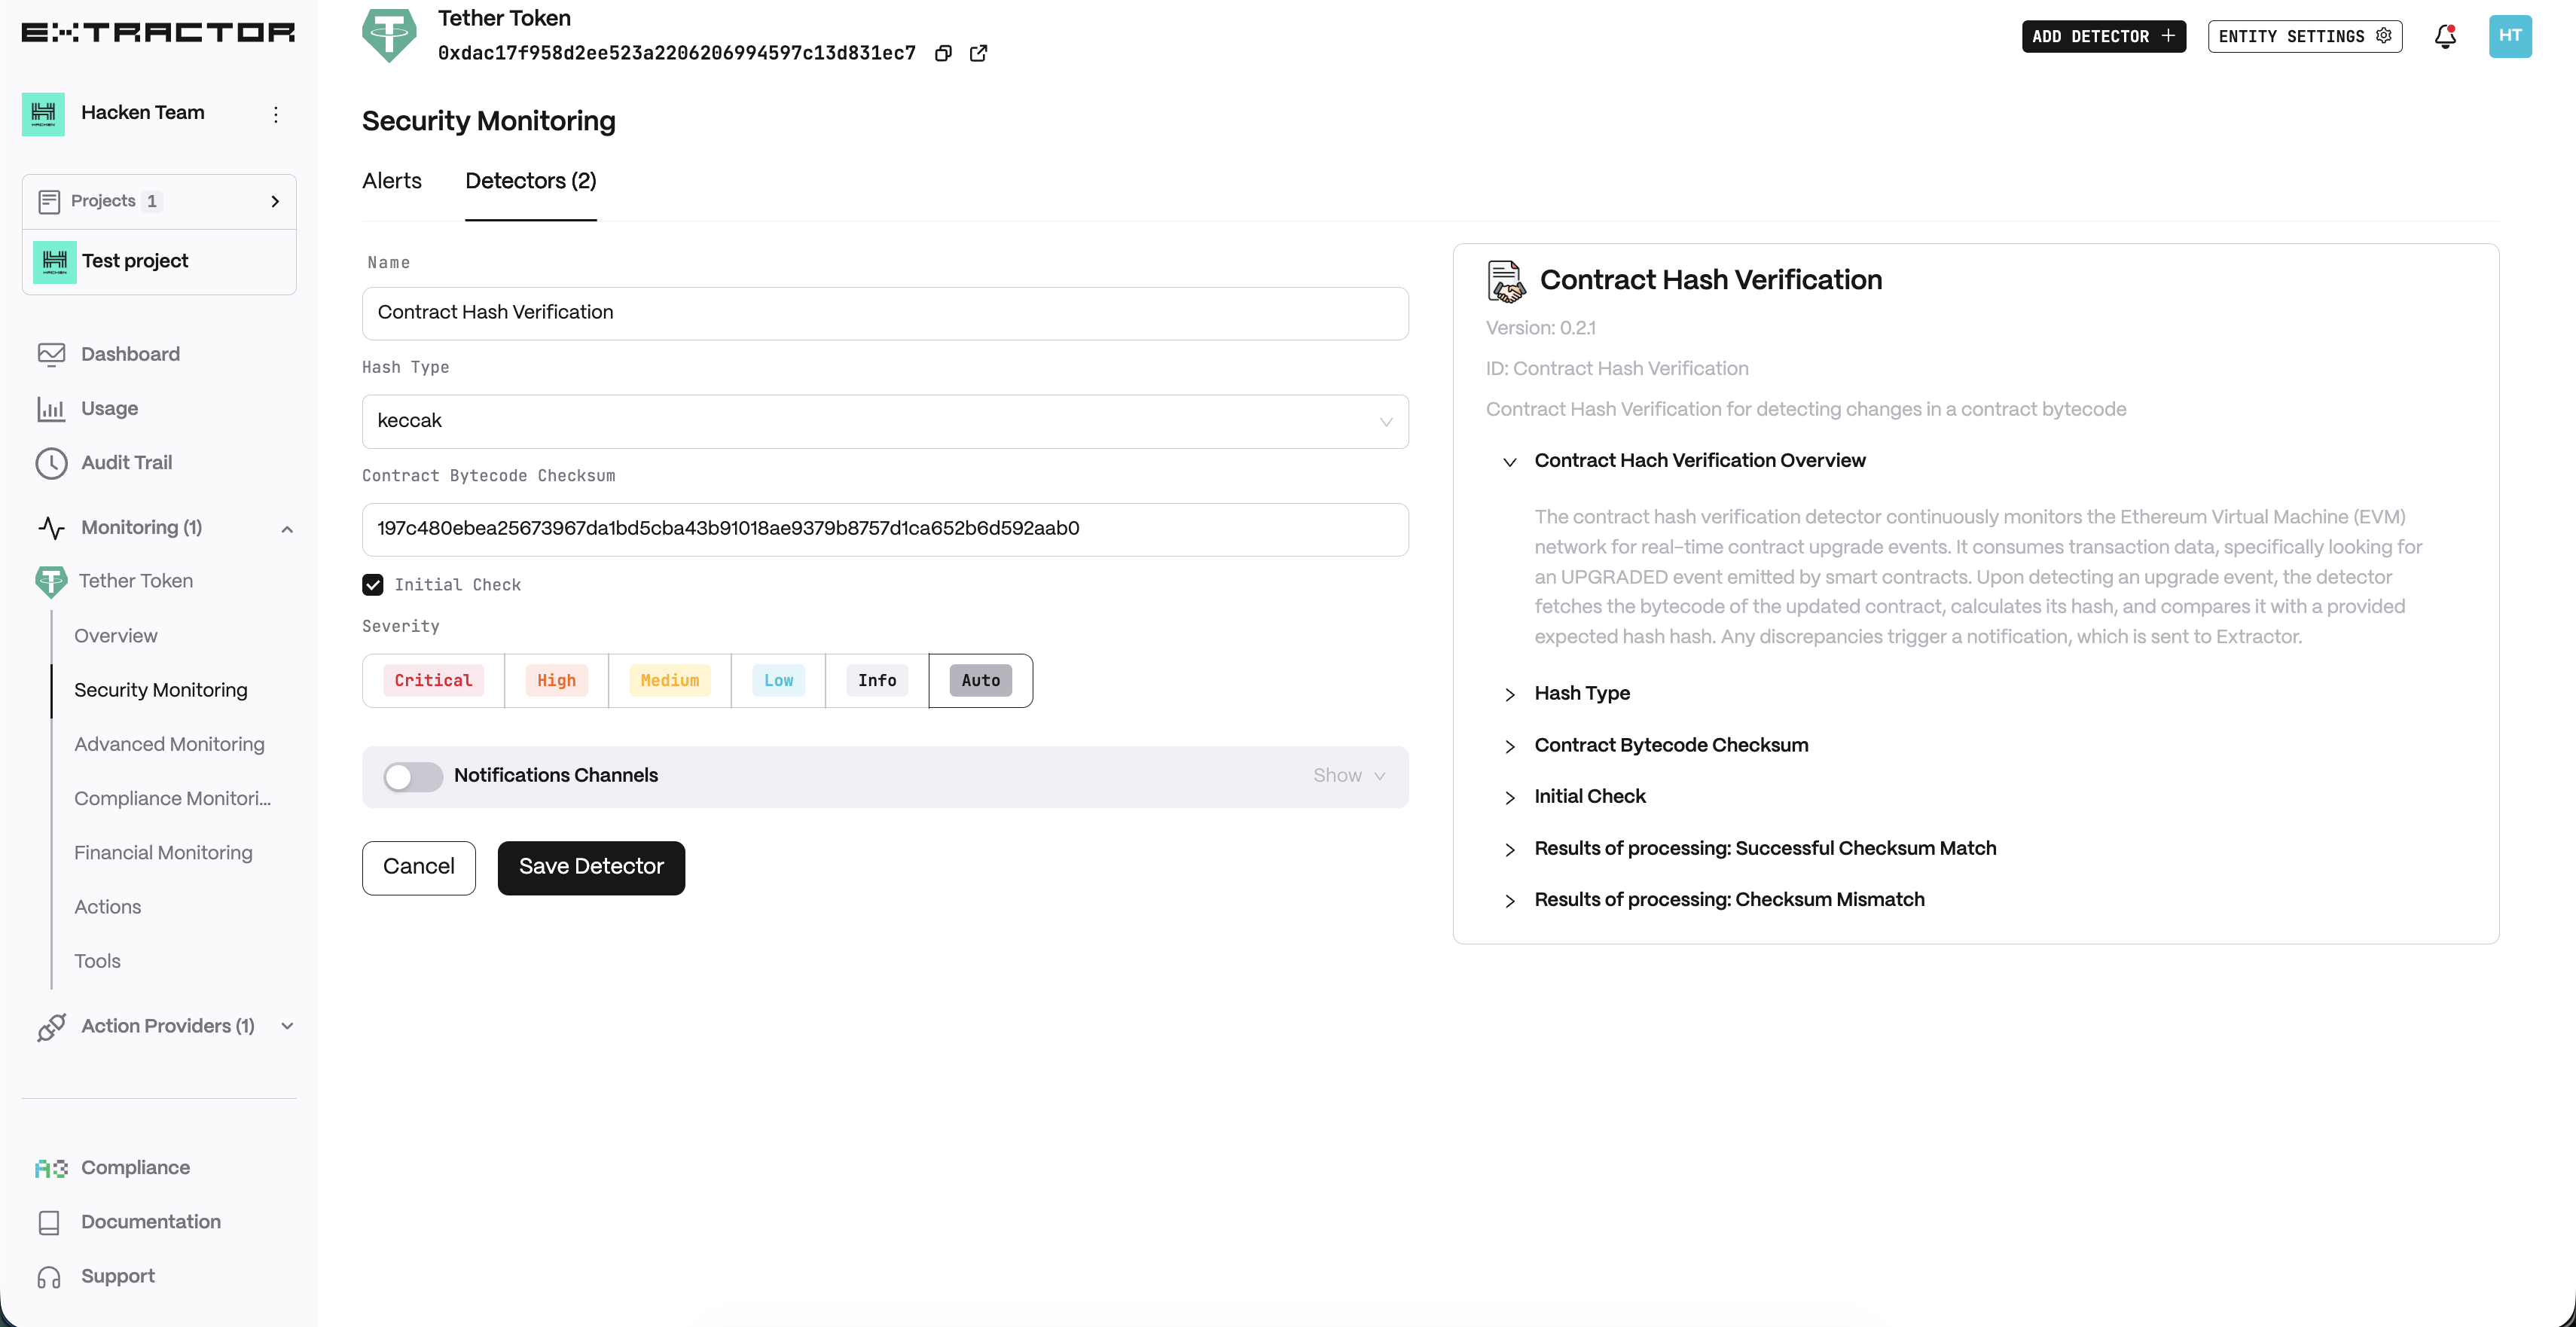 EXTRACTOR
Hacken Team
Projects 1
Test project
Dashboard
Usage
Audit Trail
Monitoring (1)
Tether Token
Overview
Security Monitoring
Advanced Monitoring
Compliance Monitori...
Financial Monitoring
Actions
Tools
Action Providers (1)
Compliance
Documentation
Support
Tether Token
0xdac17f958d2ee523a2206206994597c13d831ec7
ADD DETECTOR
ENTITY SETTINGS
HT
Security Monitoring
Alerts
Detectors (2)
Name
Contract Hash Verification
Hash Type
keccak
Contract Bytecode Checksum
197c480ebea25673967da1bd5cba43b91018ae9379b8757d1ca652b6d592aab0
Initial Check
Severity
Critical
High
Medium
Low
Info
Auto
Notifications Channels
Show
Cancel
Save Detector
Contract Hash Verification
Version: 0.2.1
ID: Contract Hash Verification
Contract Hash Verification for detecting changes in a contract bytecode
Contract Hach Verification Overview
The contract hash verification detector continuously monitors the Ethereum Virtual Machine (EVM)
network for real-time contract upgrade events. It consumes transaction data, specifically looking for
an UPGRADED event emitted by smart contracts. Upon detecting an upgrade event, the detector
fetches the bytecode of the updated contract, calculates its hash, and compares it with a provided
expected hash hash. Any discrepancies trigger a notification, which is sent to Extractor.
Hash Type
Contract Bytecode Checksum
Initial Check
Results of processing: Successful Checksum Match
Results of processing: Checksum Mismatch